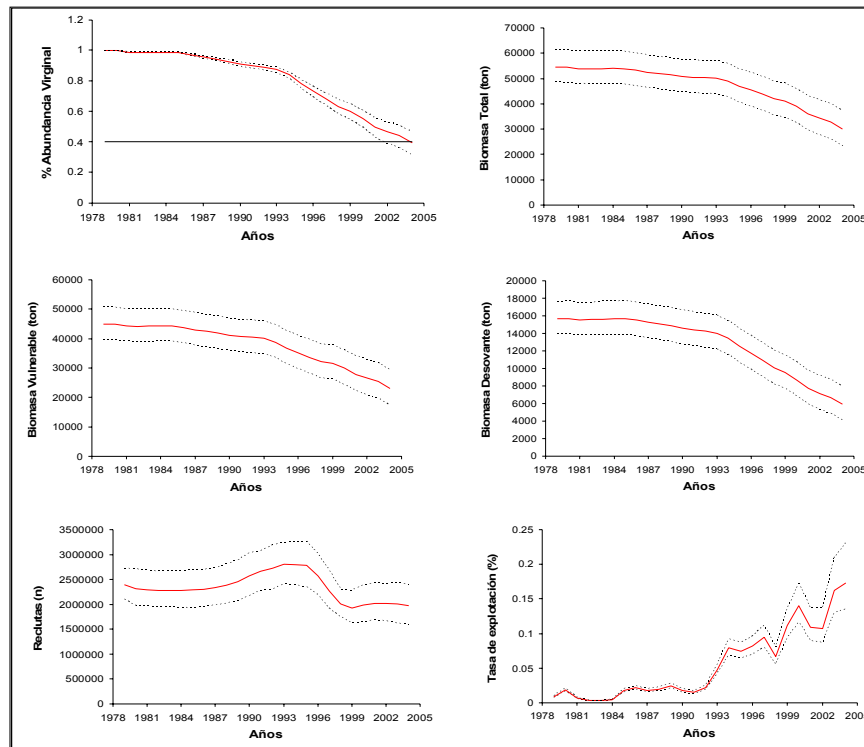 % Abundancia Virginal
1.2
1
0.8
0.6
0.4
0.2
0
1978 1981 1984 1987 1990 1993 1996 1999 2002 2005
Años
Biomasa Total (ton)
70000
60000
50000
40000
30000
20000
10000
0
1978 1981 1984 1987 1990 1993 1996 1999 2002 2005
Años
Biomasa Vulnerable (ton)
60000
50000
40000
30000
20000
10000
0
1978 1981 1984 1987 1990 1993 1996 1999 2002 2005
Años
Biomasa Desovante (ton)
20000
18000
16000
14000
12000
10000
8000
6000
4000
2000
0
1978 1981 1984 1987 1990 1993 1996 1999 2002 2005
Años
Reclutas (n)
3500000
3000000
2500000
2000000
1500000
1000000
500000
0
1978 1981 1984 1987 1990 1993 1996 1999 2002 2005
Años
Tasa de explotación (%)
0.25
0.2
0.15
0.1
0.05
0
1978 1981 1984 1987 1990 1993 1996 1999 2002 2005
Años